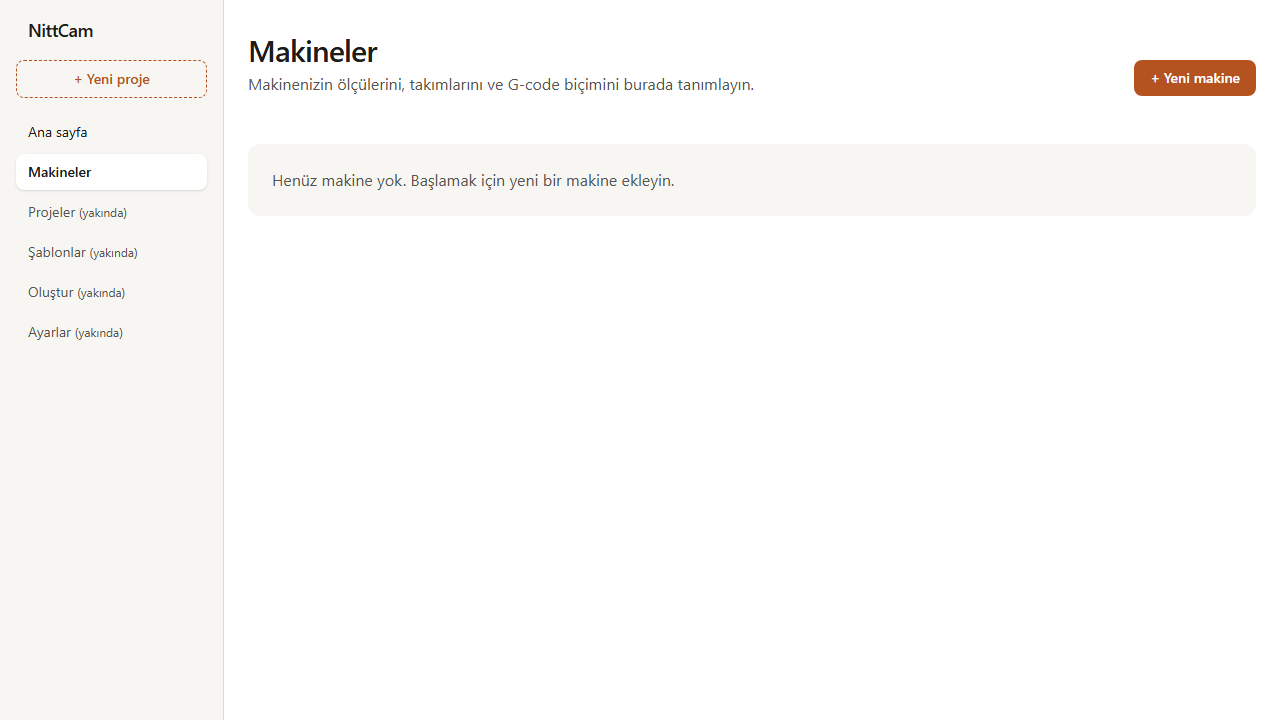 NittCam
+ Yeni proje
Ana sayfa
Makineler
Projeler (yakında)
Şablonlar (yakında)
Oluştur (yakında)
Ayarlar (yakında)
Makineler
Makinenizin ölçülerini, takımlarını ve G-code biçimini burada tanımlayın.
+ Yeni makine
Henüz makine yok. Başlamak için yeni bir makine ekleyin.